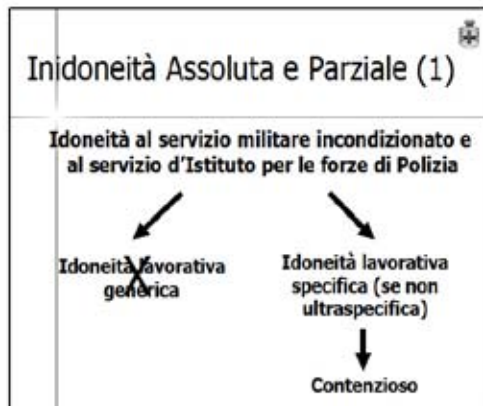 Inidoneità Assoluta e Parziale (1)
Idoneità al servizio militare incondizionato e
al servizio d'Istituto per le forze di Polizia
Idoneità lavorativa
generica
Idoneità lavorativa
specifica (se non
ultraspecifica)
Contenzioso